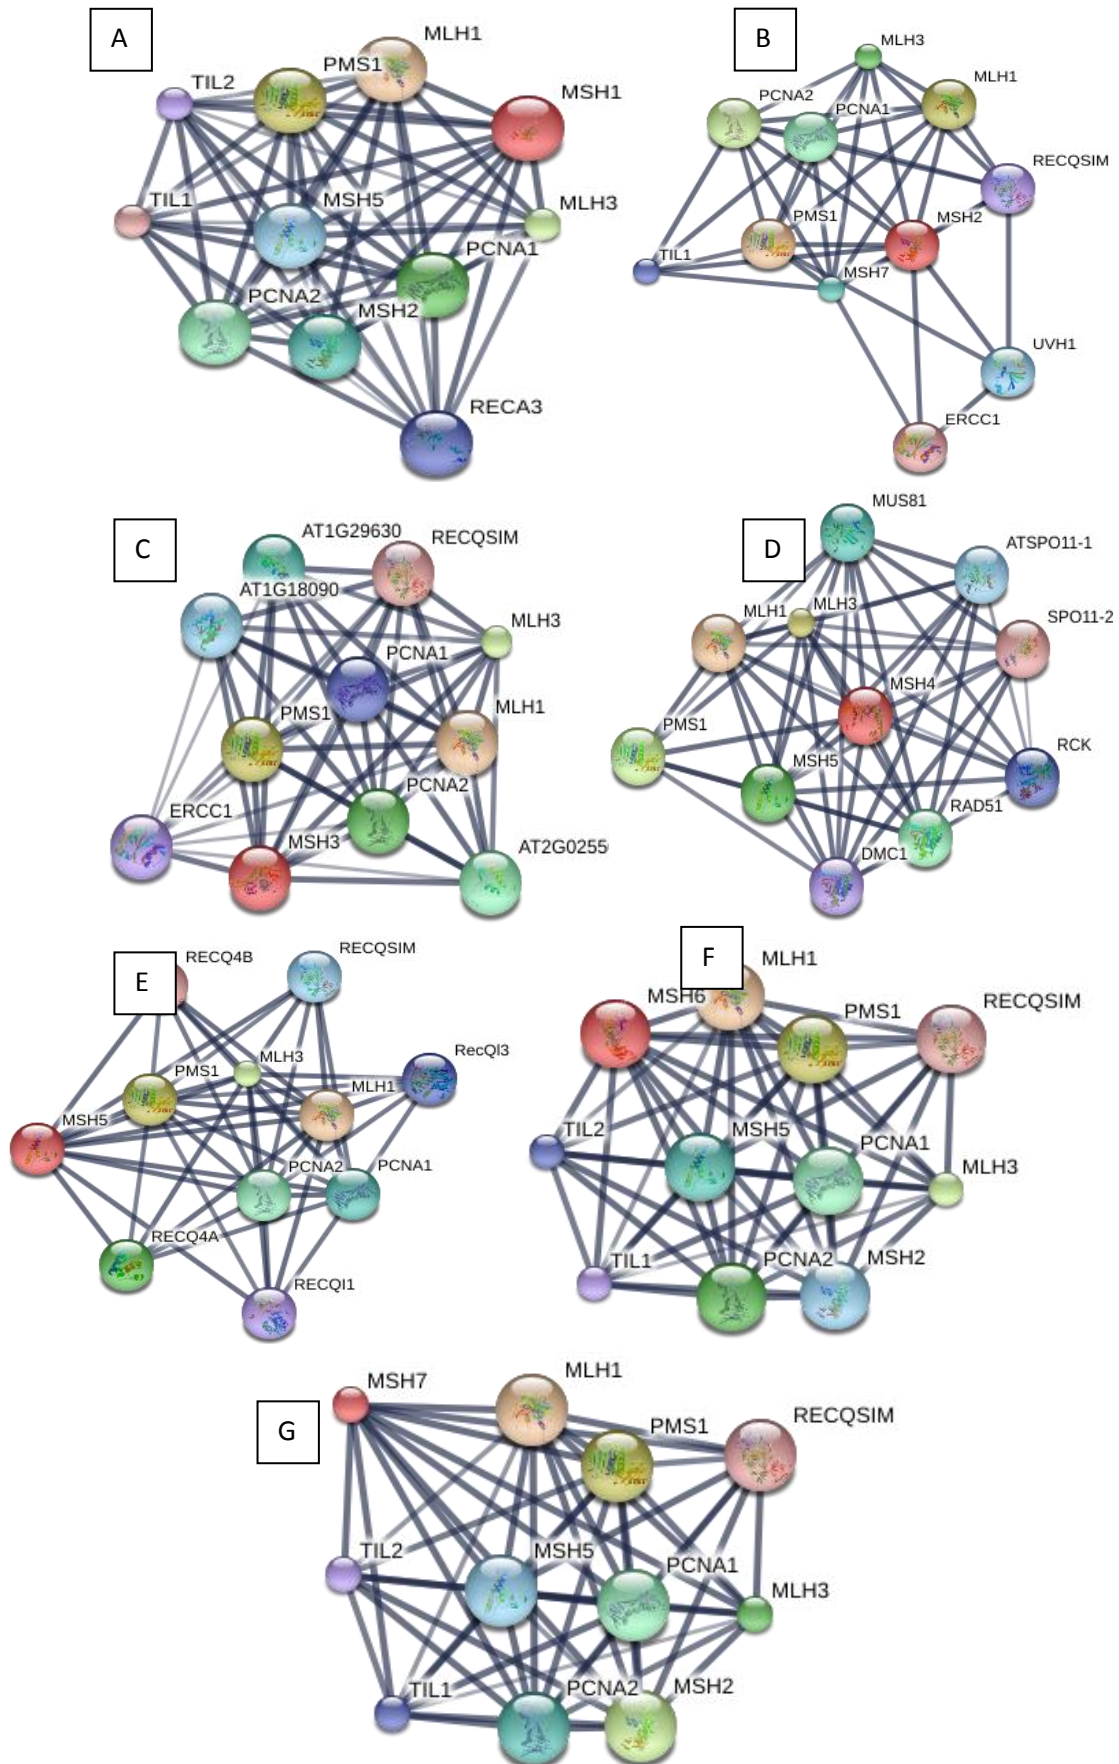 A
MLH1
TIL2
PMS1
MSH1
TIL1
MSH5
MLH3
PCNA1
PCNA2
MSH2
RECA3
B
MLH3
MLH1
PCNA2
PCNA1
RECQSIM
PMS1
MSH2
TIL1
MSH7
UVH1
ERCC1
C
AT1G29630
RECQSIM
AT1G18090
MLH3
PCNA1
PMS1
MLH1
PCNA2
ERCC1
MSH3
AT2G0255
D
MUS81
ATSPO11-1
MLH1
MLH3
SPO11-2
MSH4
PMS1
RCK
MSH5
RAD51
DMC1
E
RECQ4B
RECQSIM
MLH3
RecQl3
PMS1
MLH1
MSH5
PCNA2
PCNA1
RECQ4A
RECQl1
F
MLH1
MSH6
PMS1
RECQSIM
TIL2
MSH5
PCNA1
MLH3
TIL1
PCNA2
MSH2
G
MSH7
MLH1
PMS1
RECQSIM
TIL2
MSH5
PCNA1
MLH3
TIL1
PCNA2
MSH2